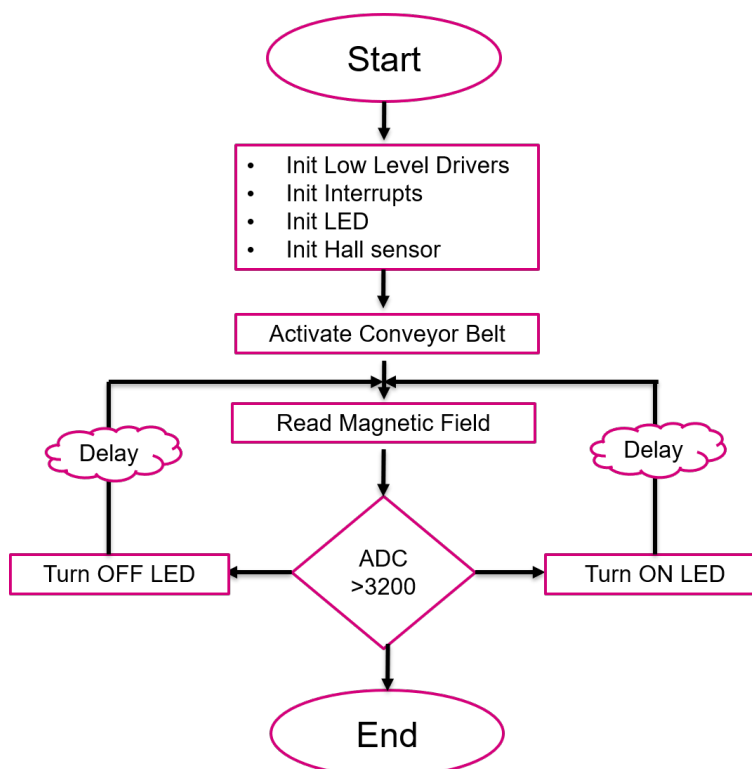 Start
• Init Low Level Drivers
• Init Interrupts
• Init LED
• Init Hall sensor
Activate Conveyor Belt
Read Magnetic Field
Delay
Delay
Turn OFF LED
ADC
>3200
Turn ON LED
End